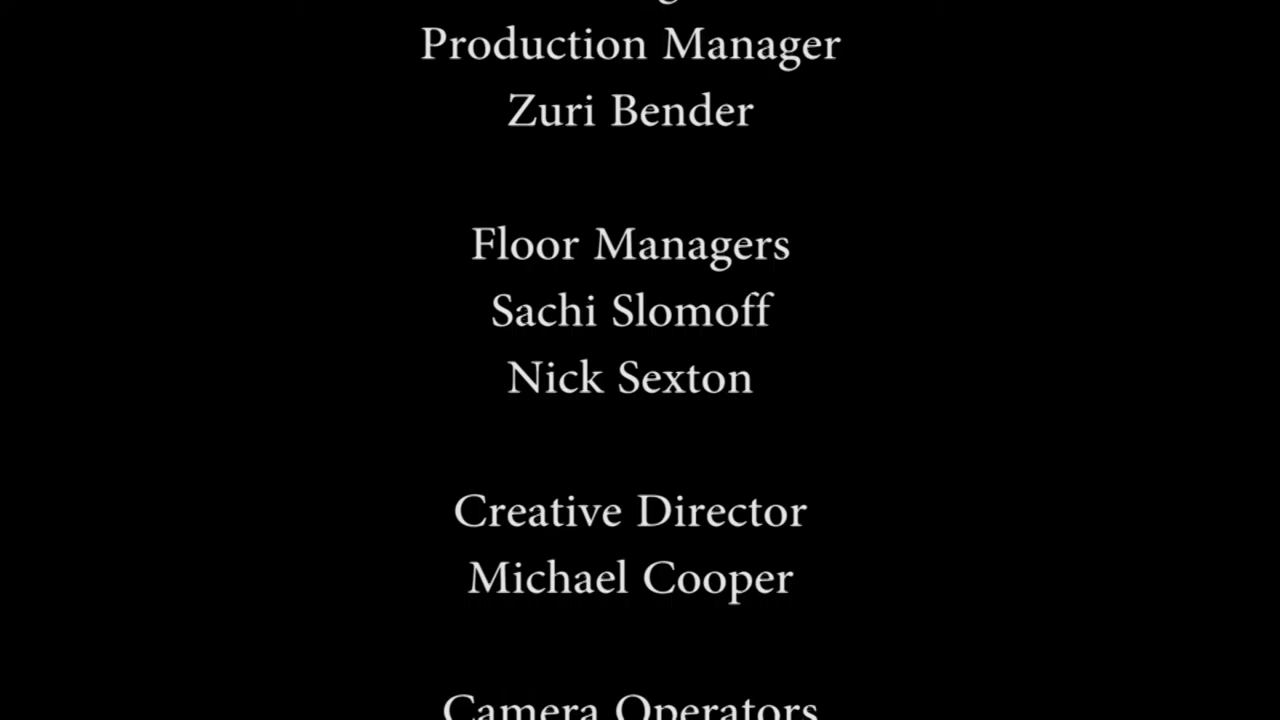 Production Manager
Zuri Bender
Floor Managers
Sachi Slomoff
Nick Sexton
Creative Director
Michael Cooper
Camera Operators